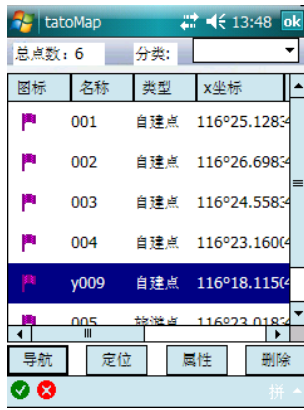 tatoMap 13:48 ok
总点数：6 分类:
图标 名称 类型 x坐标
001 自建点 116°25.1283
002 自建点 116°26.6983
003 自建点 116°24.5583
004 自建点 116°23.1600
y009 自建点 116°18.1150
005 旅游点 116°23.0183
导航 定位 属性 删除
拼